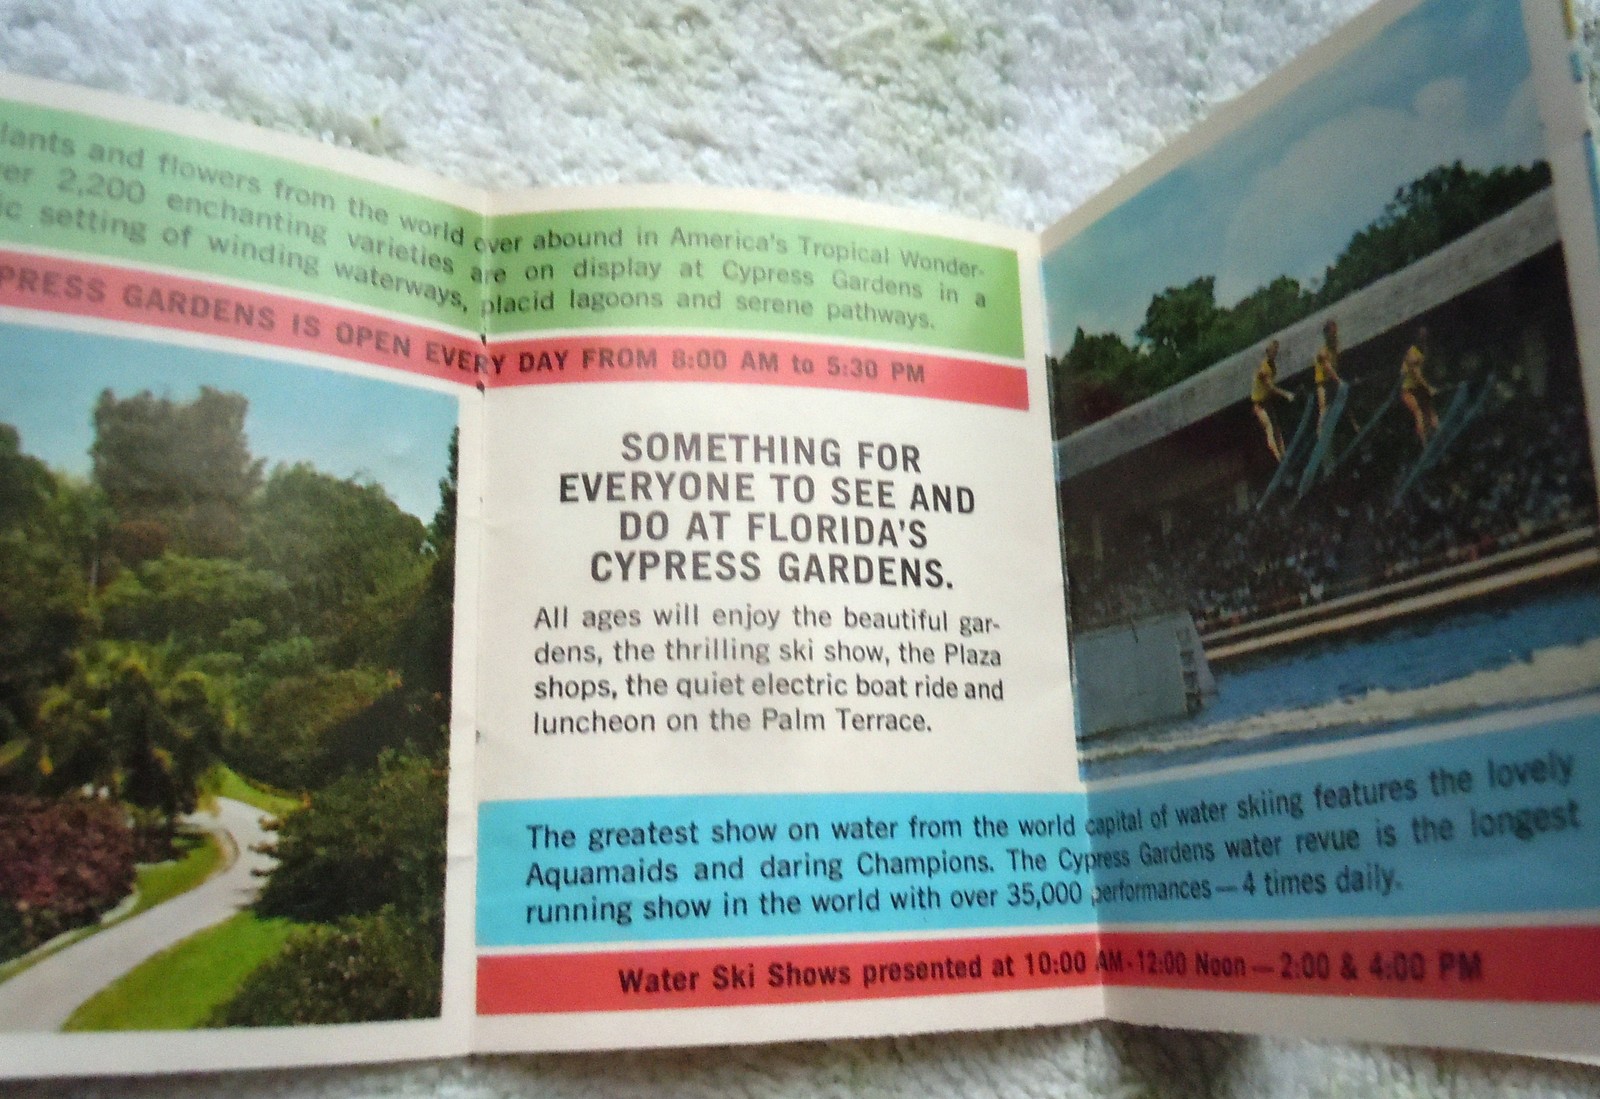 lants and flowers from the world over abound in America's Tropical Wonder-
er 2,200 enchanting varieties are on display at Cypress Gardens in a
ic setting of winding waterways, placid lagoons and serene pathways.
PRESS GARDENS IS OPEN EVERY DAY FROM 8:00 AM to 5:30 PM
SOMETHING FOR
EVERYONE TO SEE AND
DO AT FLORIDA'S
CYPRESS GARDENS.
All ages will enjoy the beautiful gar-
dens, the thrilling ski show, the Plaza
shops, the quiet electric boat ride and
luncheon on the Palm Terrace.
The greatest show on water from the world capital of water skiing features the lovely
Aquamaids and daring Champions. The Cypress Gardens water revue is the longest
running show in the world with over 35,000 performances—4 times daily.
Water Ski Shows presented at 10:00 AM-12:00 Noon—2:00 & 4:00 PM